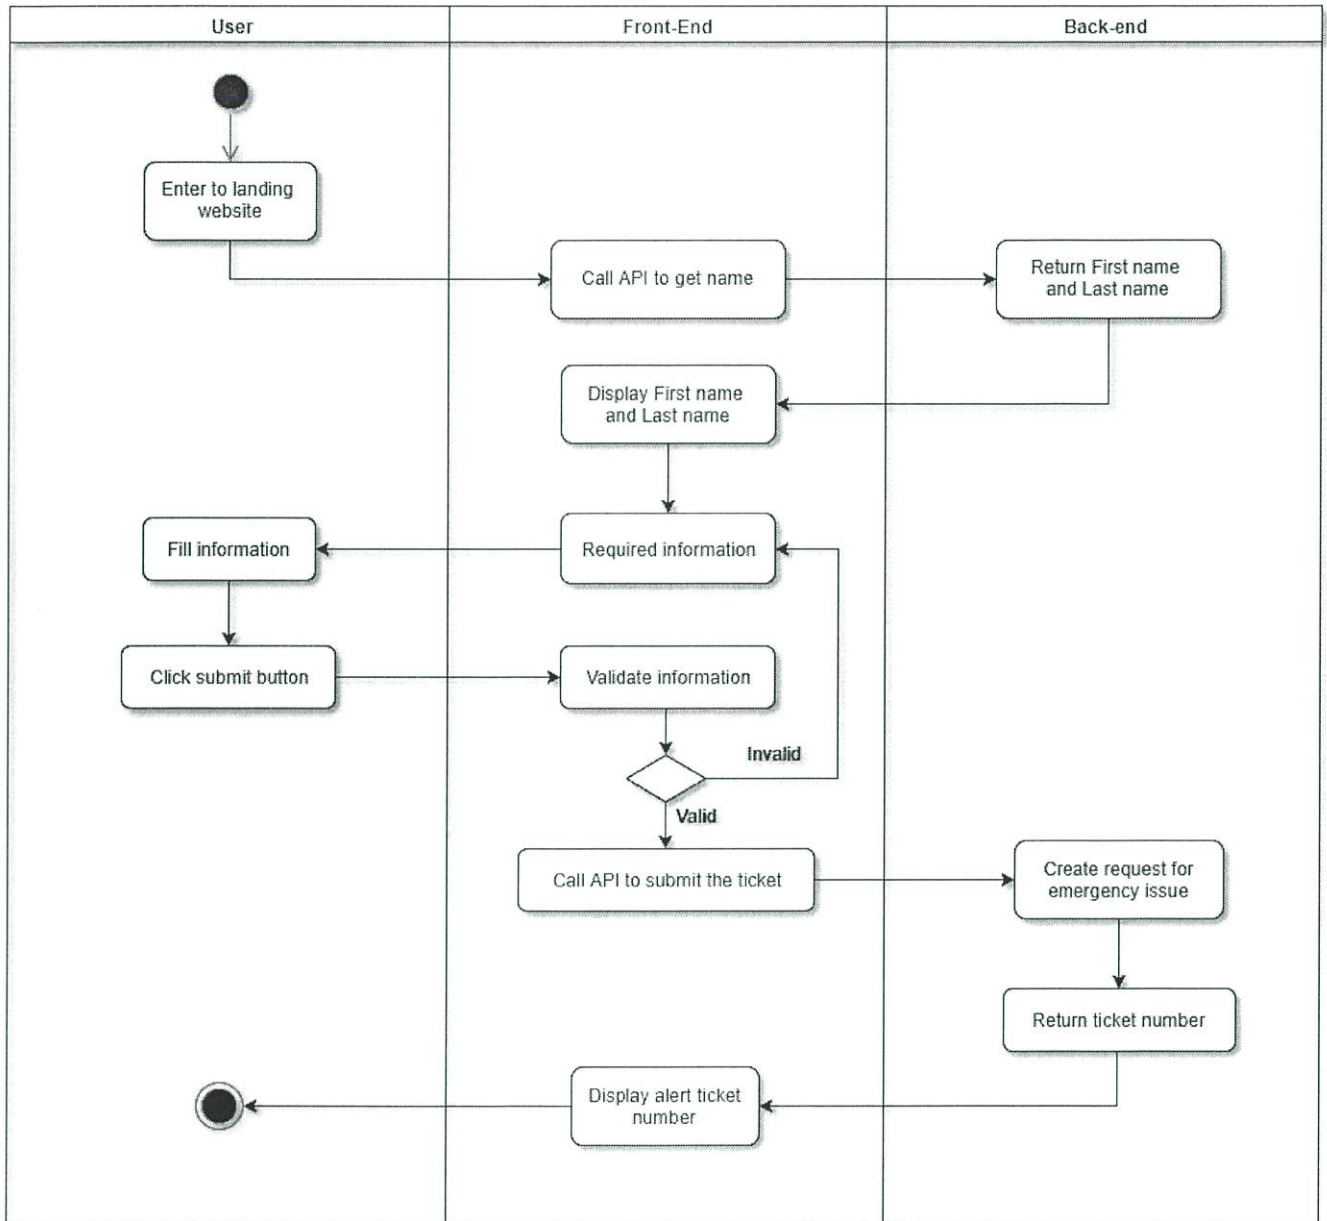 User
Front-End
Back-end
Enter to landing
website
Call API to get name
Return First name
and Last name
Display First name
and Last name
Fill information
Required information
Click submit button
Validate information
Invalid
Valid
Call API to submit the ticket
Create request for
emergency issue
Return ticket number
Display alert ticket
number